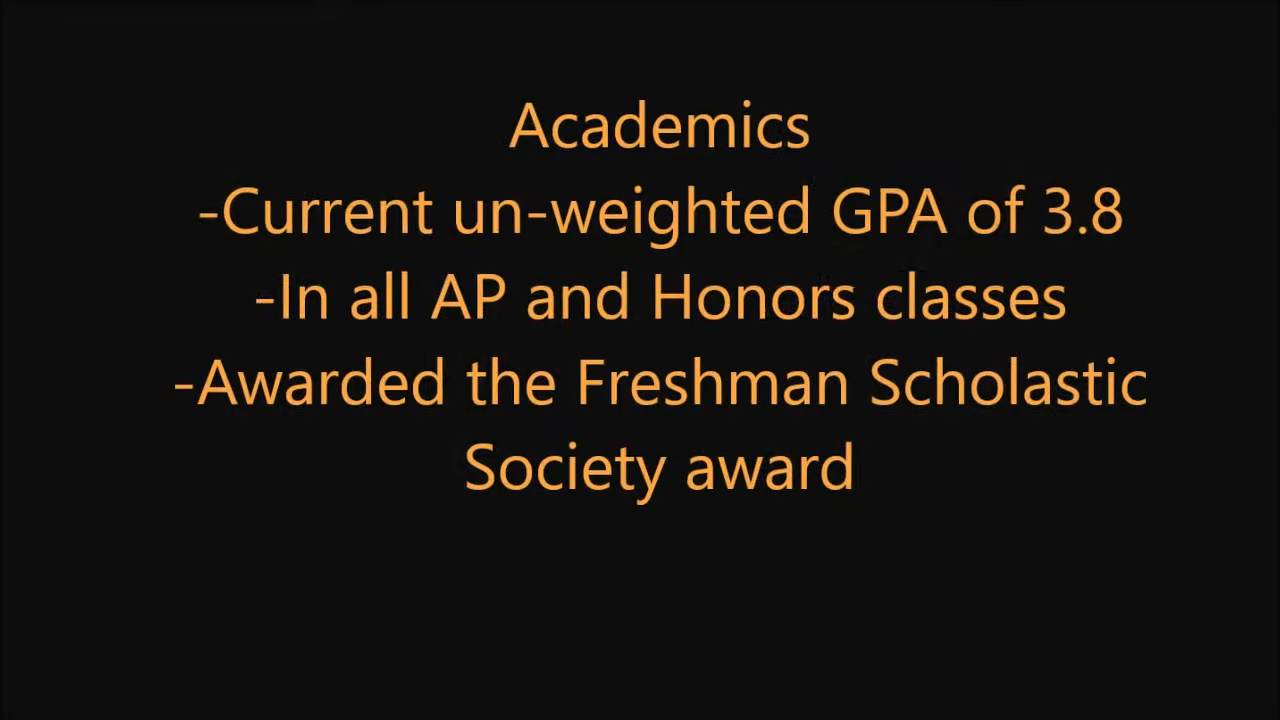 Academics
-Current un-weighted GPA of 3.8
-In all AP and Honors classes
-Awarded the Freshman Scholastic
Society award